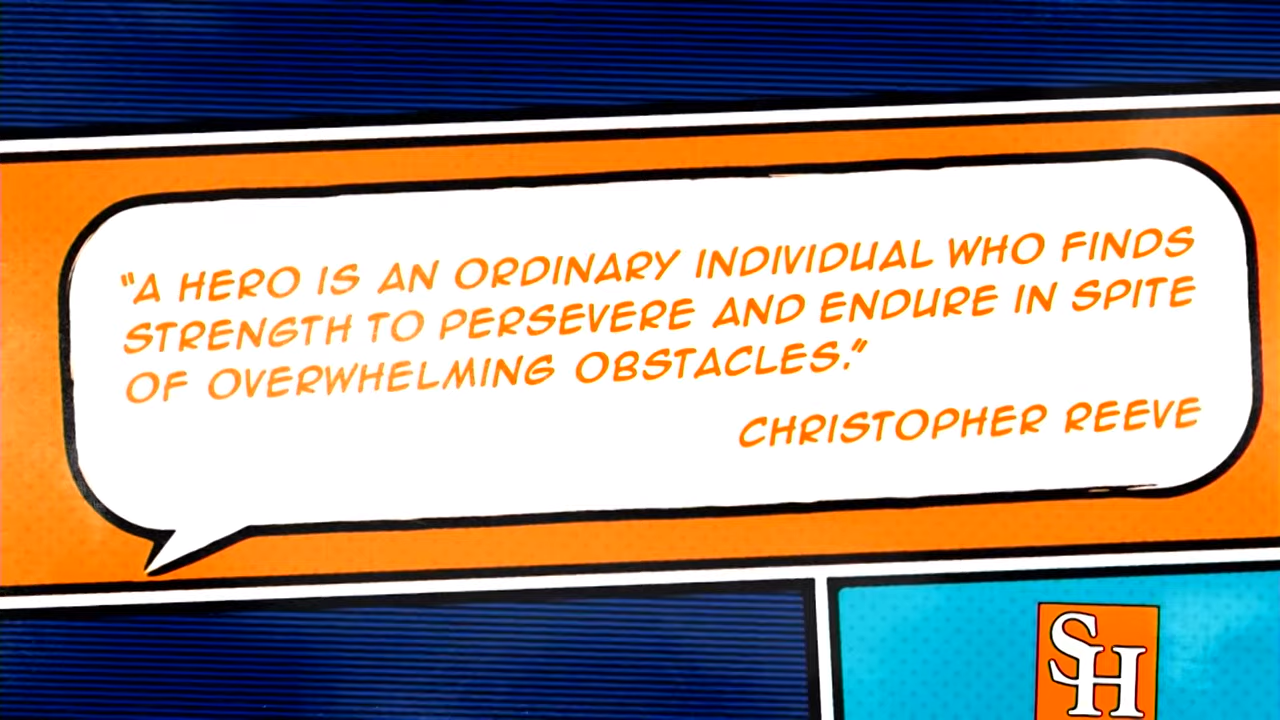 "A HERO IS AN ORDINARY INDIVIDUAL WHO FINDS
STRENGTH TO PERSEVERE AND ENDURE IN SPITE
OF OVERWHELMING OBSTACLES."
CHRISTOPHER REEVE
SH